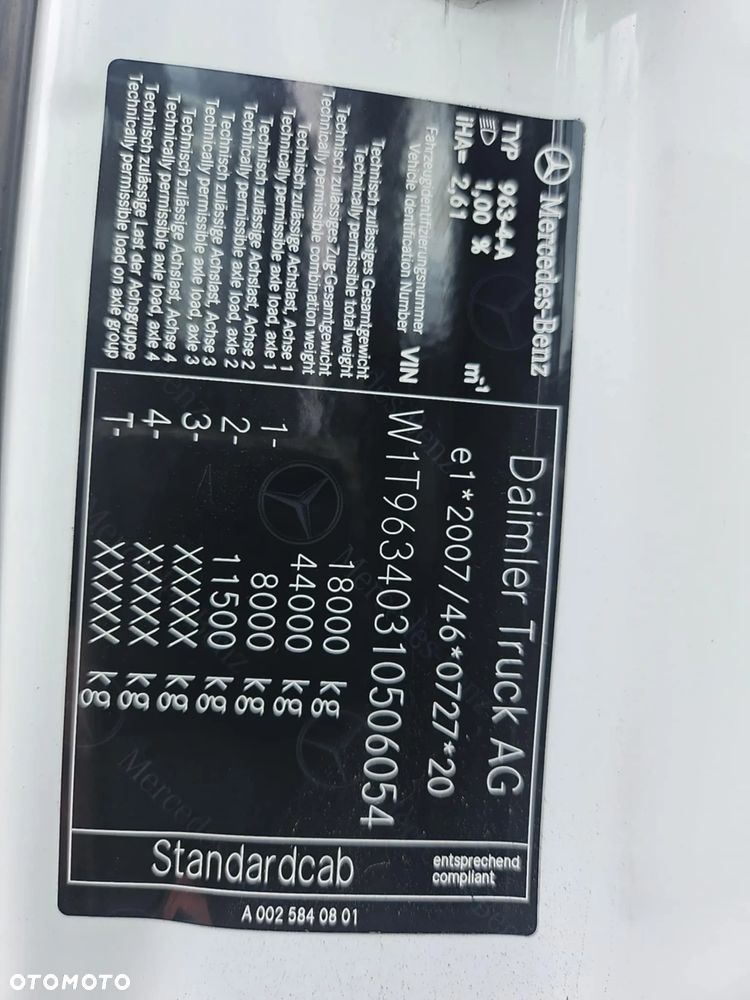 Mercedes-Benz
Daimler Truck AG
TYP 963-4-A
e1*2007/46*0727*20
1,00 %
iHA= 2,61 m-1
Fahrzeugidentifizierungsnummer
Vehicle Identification Number VIN W1T96340310506054
Technisch zulässiges Gesamtgewicht
Technically permissible total weight 18000 kg
Technisch zulässiges Zug-Gesamtgewicht
Technically permissible combination weight 44000 kg
Technisch zulässige Achslast, Achse 1
Technically permissible axle load, axle 1 1- 8000 kg
Technisch zulässige Achslast, Achse 2
Technically permissible axle load, axle 2 2- 11500 kg
Technisch zulässige Achslast, Achse 3
Technically permissible axle load, axle 3 3- XXXXX kg
Technisch zulässige Achslast, Achse 4
Technically permissible axle load, axle 4 4- XXXXX kg
Technisch zulässige Last der Achsgruppe
Technically permissible load on axle group T- XXXXX kg
entsprechend
compliant
Standardcab
A 002 584 08 01
OTOMOTO